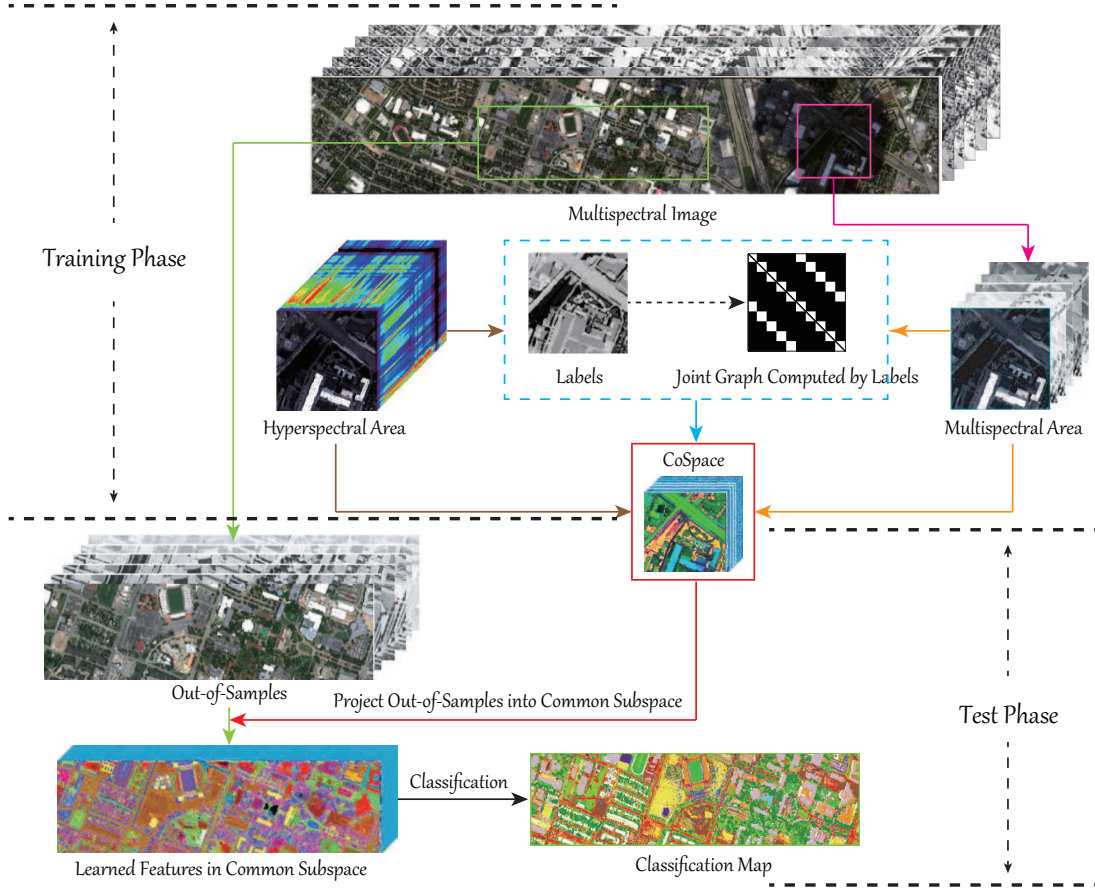 Multispectral Image
Training Phase
Labels
Joint Graph Computed by Labels
Hyperspectral Area
Multispectral Area
CoSpace
Out-of-Samples
Project Out-of-Samples into Common Subspace
Test Phase
Classification
Learned Features in Common Subspace
Classification Map